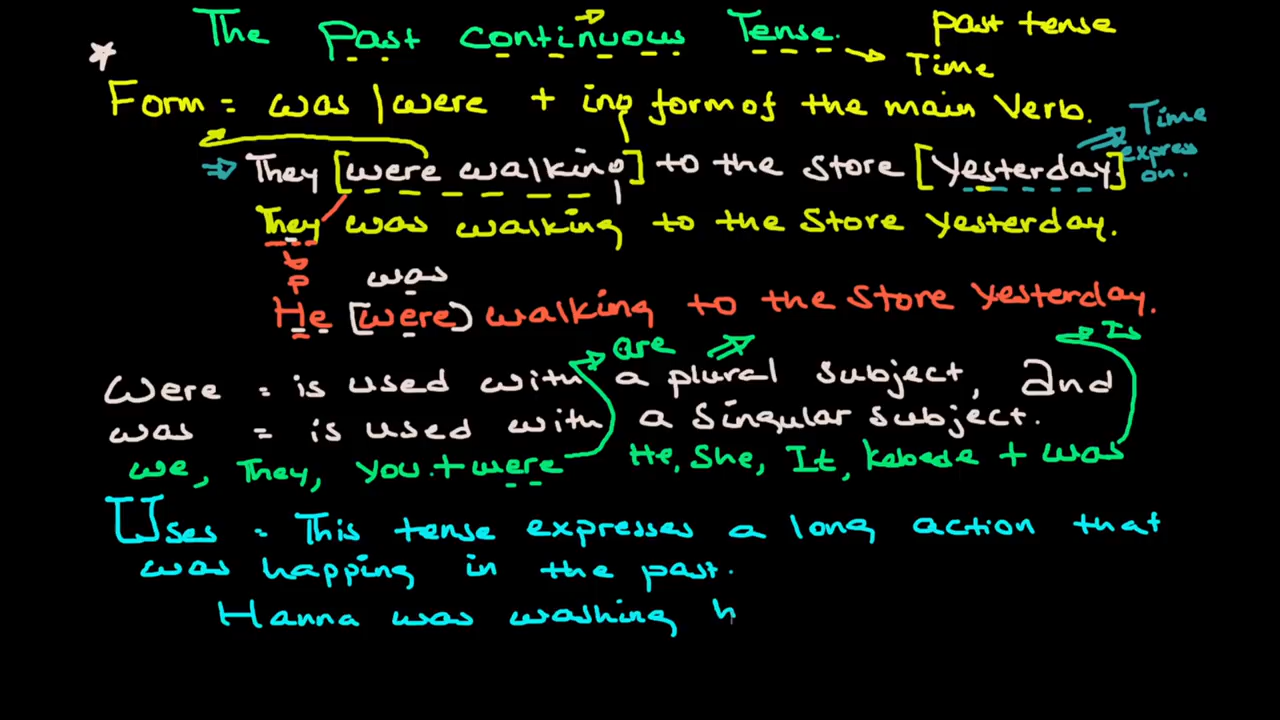 The Past continuous Tense.
past tense
Time
Form = was / were + ing form of the main Verb.
They [were walking] to the store [Yesterday]
Time
express
on.
They was walking to the Store Yesterday.
was
He [were) walking to the Store Yesterday.
are
Is
Were = is used with a plural subject, and
was = is used with a Singular subject.
we, They, you + were
He, She, It, Kebede + was
Uses = This tense expresses a long action that
was happing in the past.
Hanna was washing h